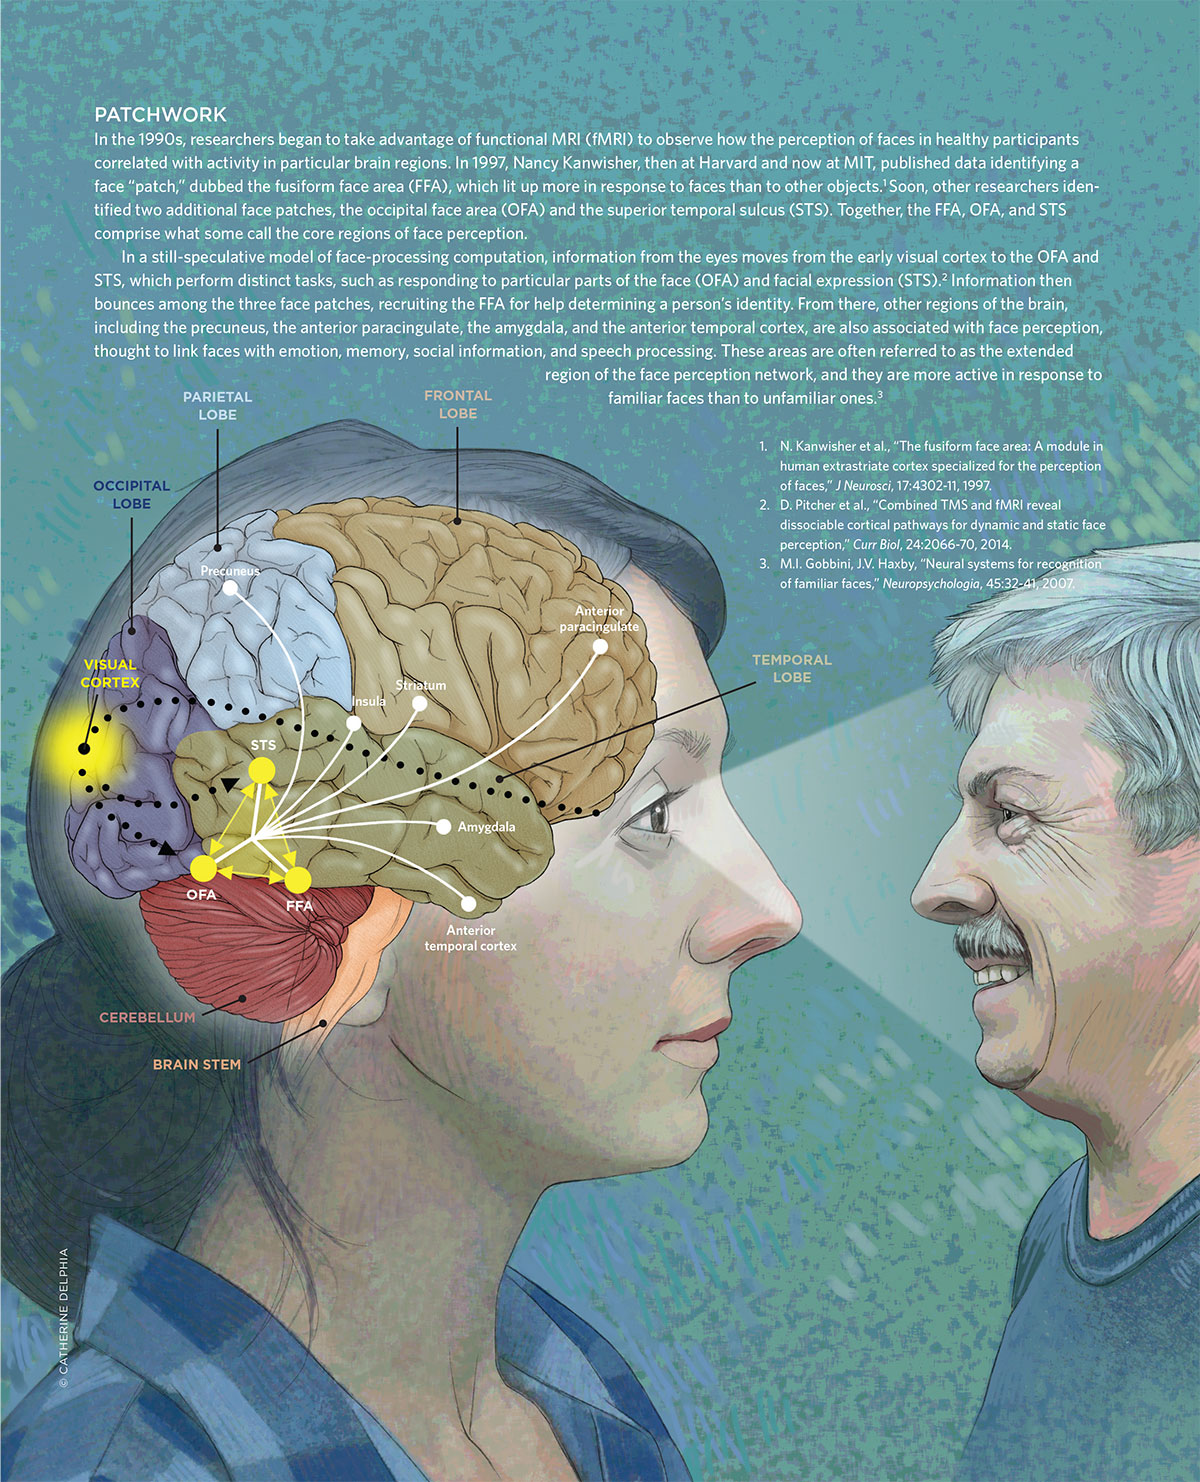 PATCHWORK
In the 1990s, researchers began to take advantage of functional MRI (fMRI) to observe how the perception of faces in healthy participants
correlated with activity in particular brain regions. In 1997, Nancy Kanwisher, then at Harvard and now at MIT, published data identifying a
face “patch,” dubbed the fusiform face area (FFA), which lit up more in response to faces than to other objects.¹ Soon, other researchers iden-
tified two additional face patches, the occipital face area (OFA) and the superior temporal sulcus (STS). Together, the FFA, OFA, and STS
comprise what some call the core regions of face perception.
In a still-speculative model of face-processing computation, information from the eyes moves from the early visual cortex to the OFA and
STS, which perform distinct tasks, such as responding to particular parts of the face (OFA) and facial expression (STS).² Information then
bounces among the three face patches, recruiting the FFA for help determining a person’s identity. From there, other regions of the brain,
including the precuneus, the anterior paracingulate, the amygdala, and the anterior temporal cortex, are also associated with face perception,
thought to link faces with emotion, memory, social information, and speech processing. These areas are often referred to as the extended
region of the face perception network, and they are more active in response to
familiar faces than to unfamiliar ones.³
PARIETAL
LOBE
FRONTAL
LOBE
1. N. Kanwisher et al., “The fusiform face area: A module in
human extrastriate cortex specialized for the perception
of faces,” J Neurosci, 17:4302-11, 1997.
2. D. Pitcher et al., “Combined TMS and fMRI reveal
dissociable cortical pathways for dynamic and static face
perception,” Curr Biol, 24:2066-70, 2014.
3. M.I. Gobbini, J.V. Haxby, “Neural systems for recognition
of familiar faces,” Neuropsychologia, 45:32-41, 2007.
OCCIPITAL
LOBE
Precuneus
Anterior
paracingulate
VISUAL
CORTEX
TEMPORAL
LOBE
Striatum
Insula
STS
Amygdala
OFA
FFA
Anterior
temporal cortex
CEREBELLUM
BRAIN STEM
© CATHERINE DELPHIA